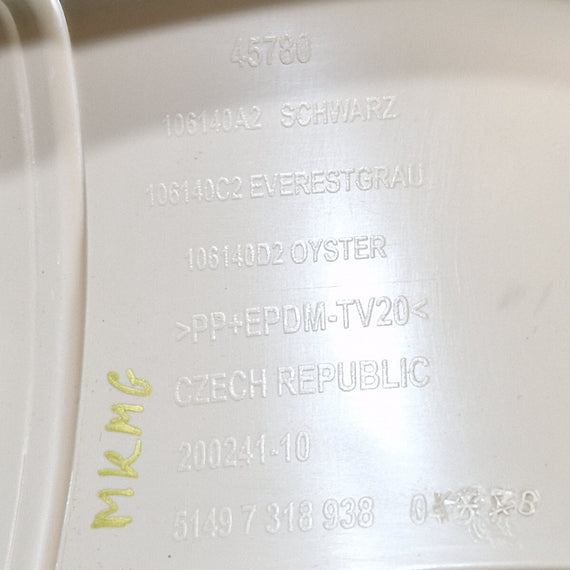 45780
106140A2 SCHWARZ
106140C2 EVERESTGRAU
106140D2 OYSTER
>PP+EPDM-TV20<
CZECH REPUBLIC
200241-10
5149 7 318 938
MKMG